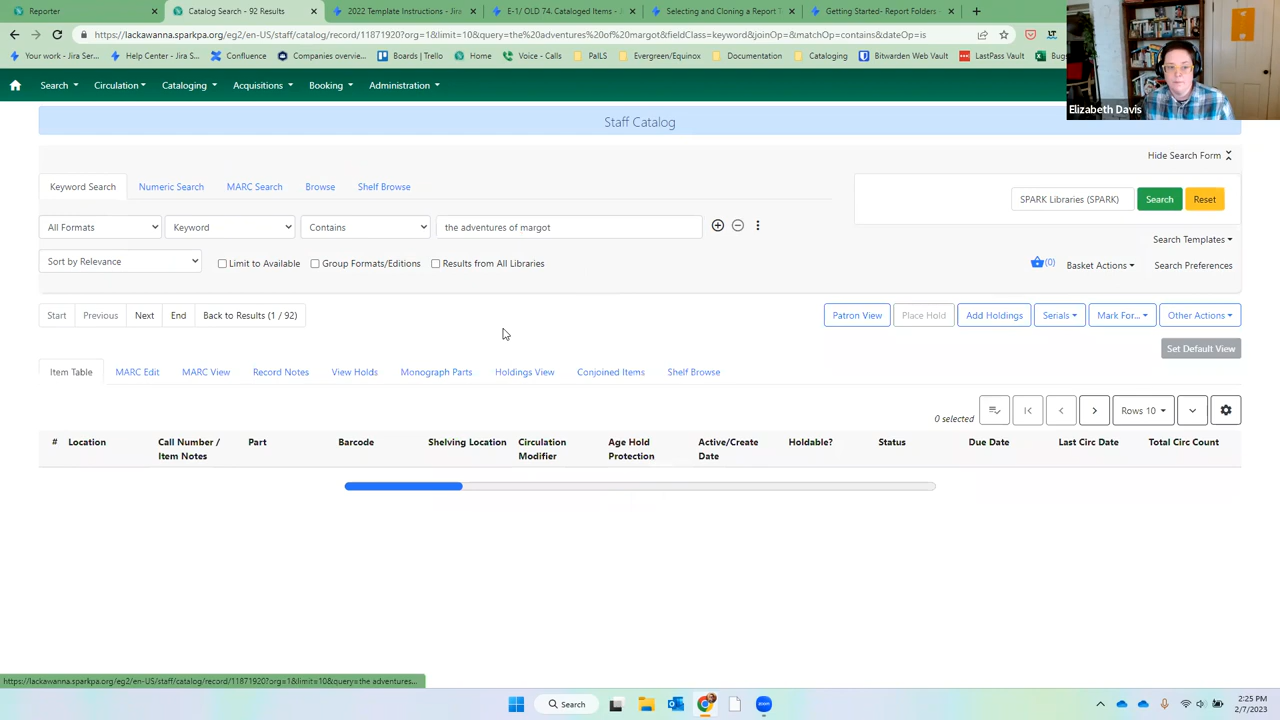 Reporter
Catalog Search - 92 Results
2022 Template Instructions - Jira
E-1/ OLD 74. Cataloged Items - J
Selecting and Cloning a Report T
Getting Started- Report Folders -
https://lackawanna.sparkpa.org/eg2/en-US/staff/catalog/record/11871920?org=1&limit=10&query=the%20adventures%20of%20margot&fieldClass=keyword&joinOp=&matchOp=contains&dateOp=is
Your work - Jira Ser...
Help Center - Jira S...
Confluence
Companies overview...
Boards | Trello
Home
Voice - Calls
PaILS
Evergreen/Equinox
Documentation
Cataloging
Bitwarden Web Vault
LastPass Vault
Bug
Search
Circulation
Cataloging
Acquisitions
Booking
Administration
Elizabeth Davis
Staff Catalog
Hide Search Form
Keyword Search
Numeric Search
MARC Search
Browse
Shelf Browse
SPARK Libraries (SPARK)
Search
Reset
All Formats
Keyword
Contains
the adventures of margot
Search Templates
Sort by Relevance
Limit to Available
Group Formats/Editions
Results from All Libraries
(0)
Basket Actions
Search Preferences
Start
Previous
Next
End
Back to Results (1 / 92)
Patron View
Place Hold
Add Holdings
Serials
Mark For...
Other Actions
Set Default View
Item Table
MARC Edit
MARC View
Record Notes
View Holds
Monograph Parts
Holdings View
Conjoined Items
Shelf Browse
0 selected
Rows 10
#
Location
Call Number / Item Notes
Part
Barcode
Shelving Location
Circulation Modifier
Age Hold Protection
Active/Create Date
Holdable?
Status
Due Date
Last Circ Date
Total Circ Count
https://lackawanna.sparkpa.org/eg2/en-US/staff/catalog/record/11871920?org=1&limit=10&query=the adventures...
Search
zoom
2:25 PM
2/7/2023